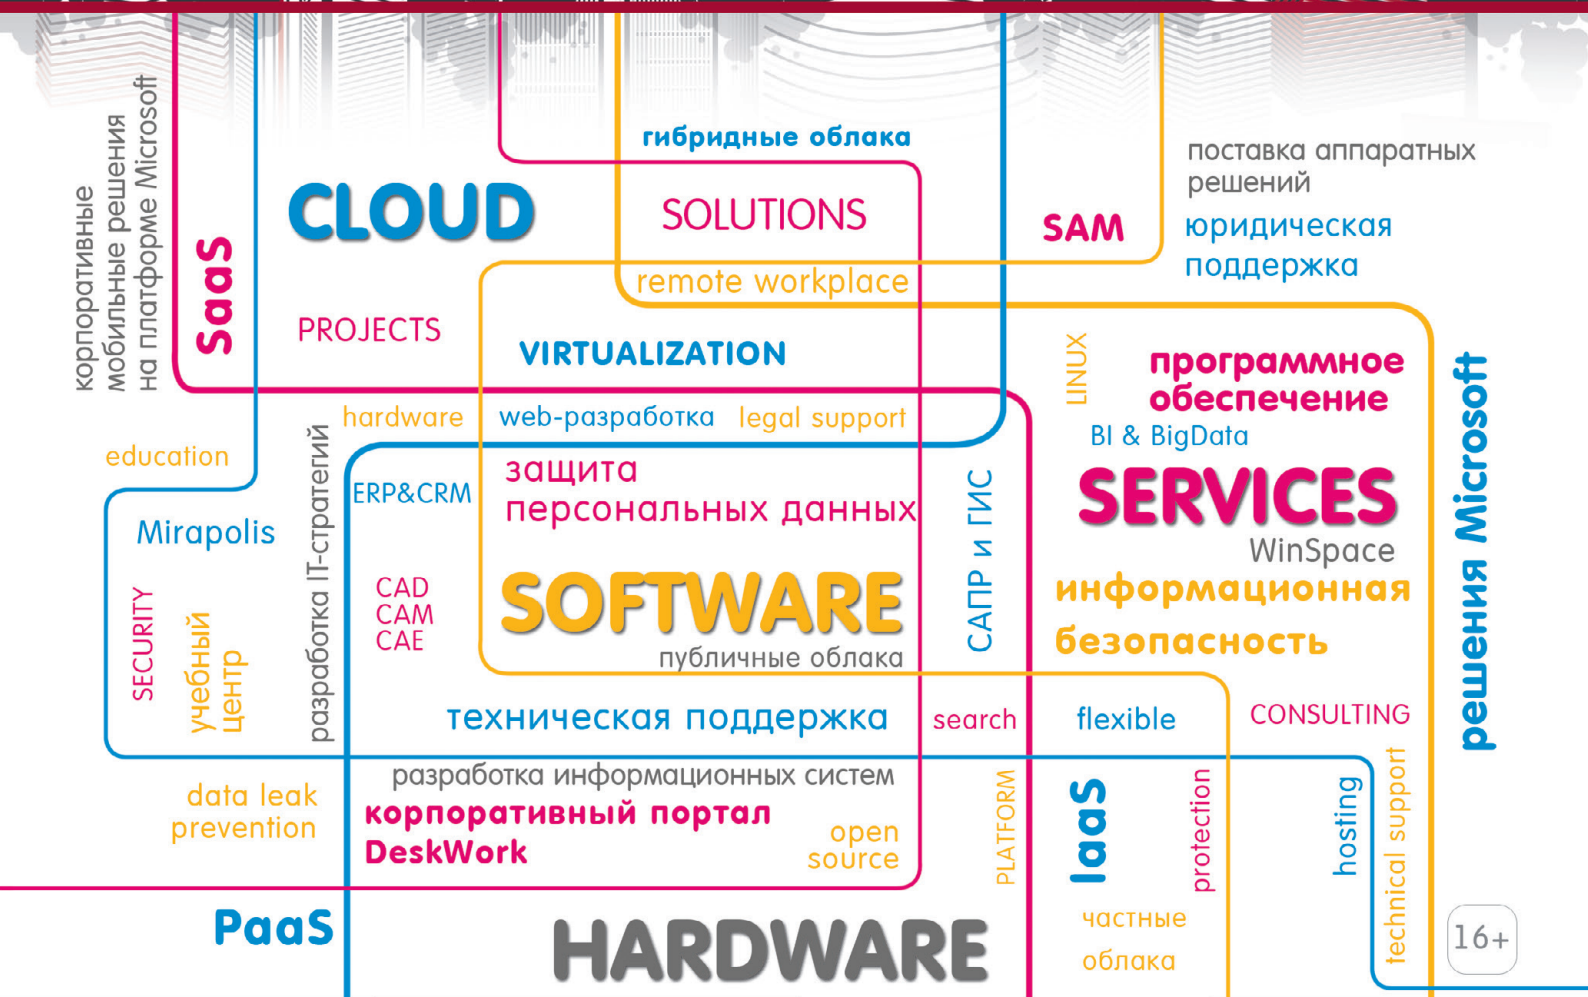 корпоративные
мобильные решения
на платформе Microsoft
SaaS
CLOUD
PROJECTS
гибридные облака
SOLUTIONS
remote workplace
VIRTUALIZATION
SAM
поставка аппаратных
решений
юридическая
поддержка
LINUX
программное
обеспечение
BI & BigData
SERVICES
WinSpace
информационная
безопасность
решения Microsoft
hardware
web-разработка
legal support
education
Mirapolis
SECURITY
учебный
центр
разработка IT-стратегий
ERP&CRM
защита
персональных данных
CAD
CAM
CAE
SOFTWARE
публичные облака
САПР и ГИС
техническая поддержка
search
flexible
CONSULTING
разработка информационных систем
корпоративный портал
DeskWork
open
source
data leak
prevention
PLATFORM
IaaS
protection
hosting
technical support
PaaS
HARDWARE
частные
облака
16+